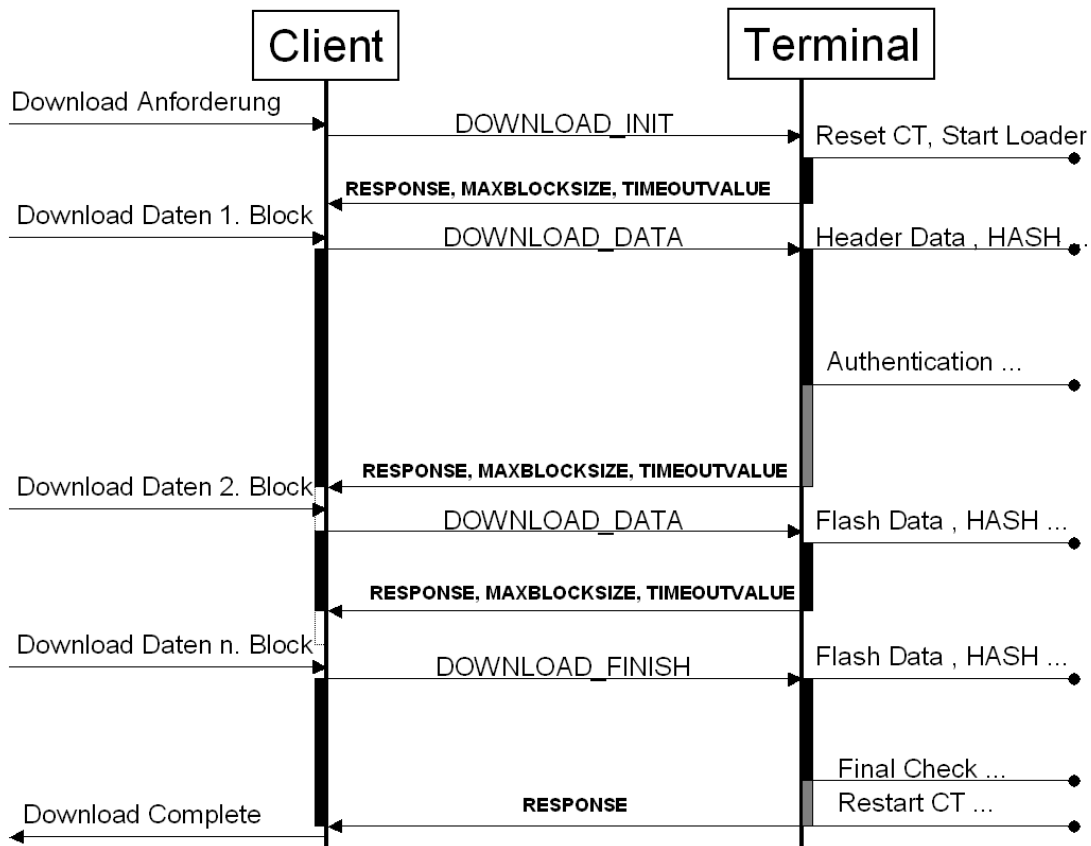 Client
Terminal
Download Anforderung
DOWNLOAD_INIT
Reset CT, Start Loader
RESPONSE, MAXBLOCKSIZE, TIMEOUTVALUE
Download Daten 1. Block
DOWNLOAD_DATA
Header Data , HASH ...
Authentication ...
RESPONSE, MAXBLOCKSIZE, TIMEOUTVALUE
Download Daten 2. Block
DOWNLOAD_DATA
Flash Data , HASH ...
RESPONSE, MAXBLOCKSIZE, TIMEOUTVALUE
Download Daten n. Block
DOWNLOAD_FINISH
Flash Data , HASH ...
Final Check ...
RESPONSE
Restart CT ...
Download Complete